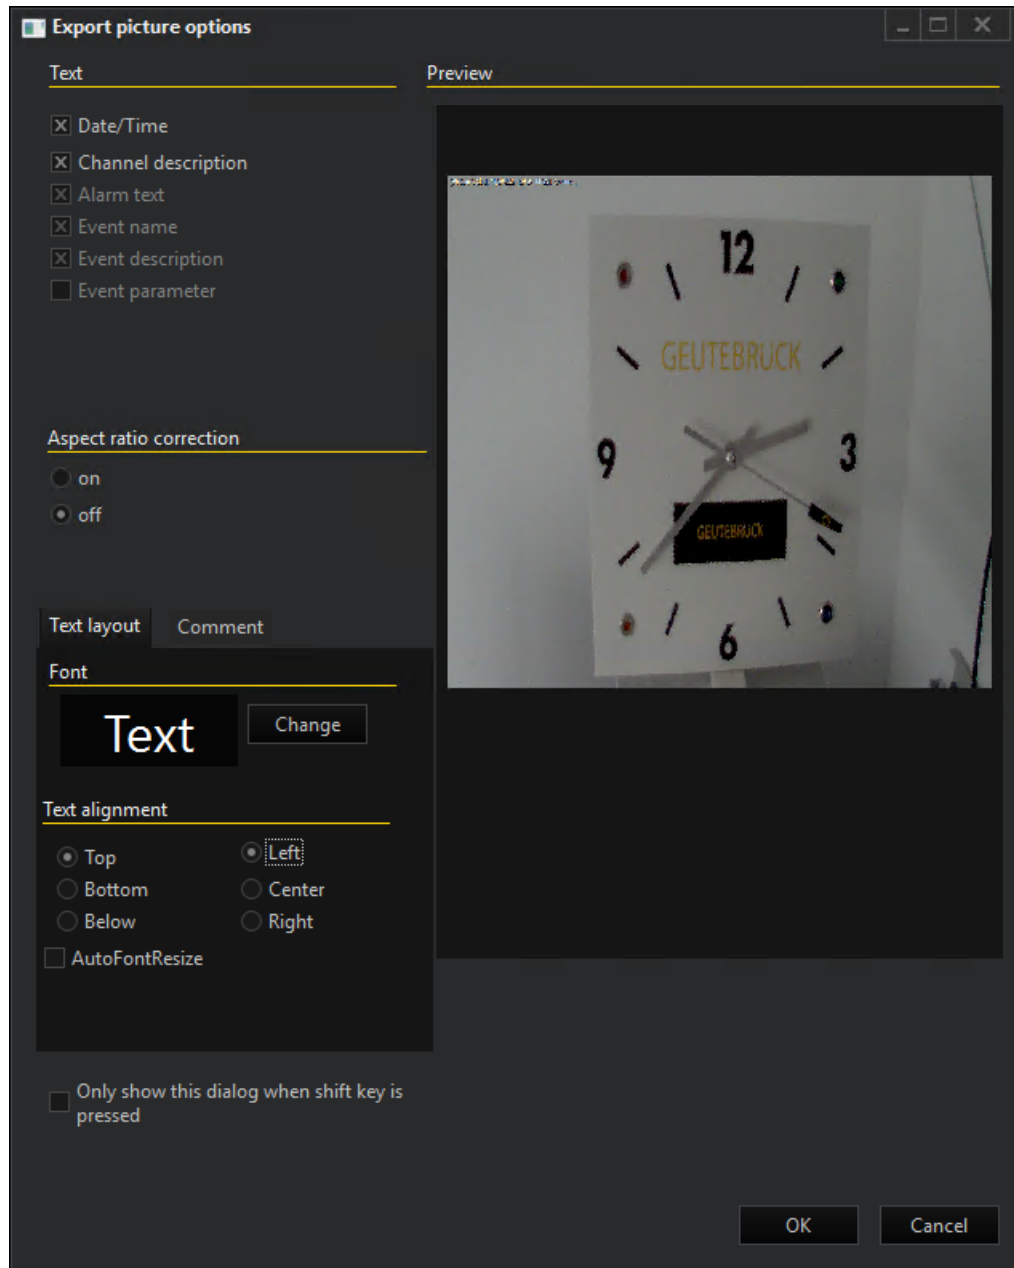 Export picture options
Text
Date/Time
Channel description
Alarm text
Event name
Event description
Event parameter
Aspect ratio correction
on
off
Text layout
Comment
Font
Text
Change
Text alignment
Top
Left
Bottom
Center
Below
Right
AutoFontResize
Only show this dialog when shift key is
pressed
Preview
12
GEUTEBRÜCK
9
3
GEUTEBRÜCK
6
OK
Cancel